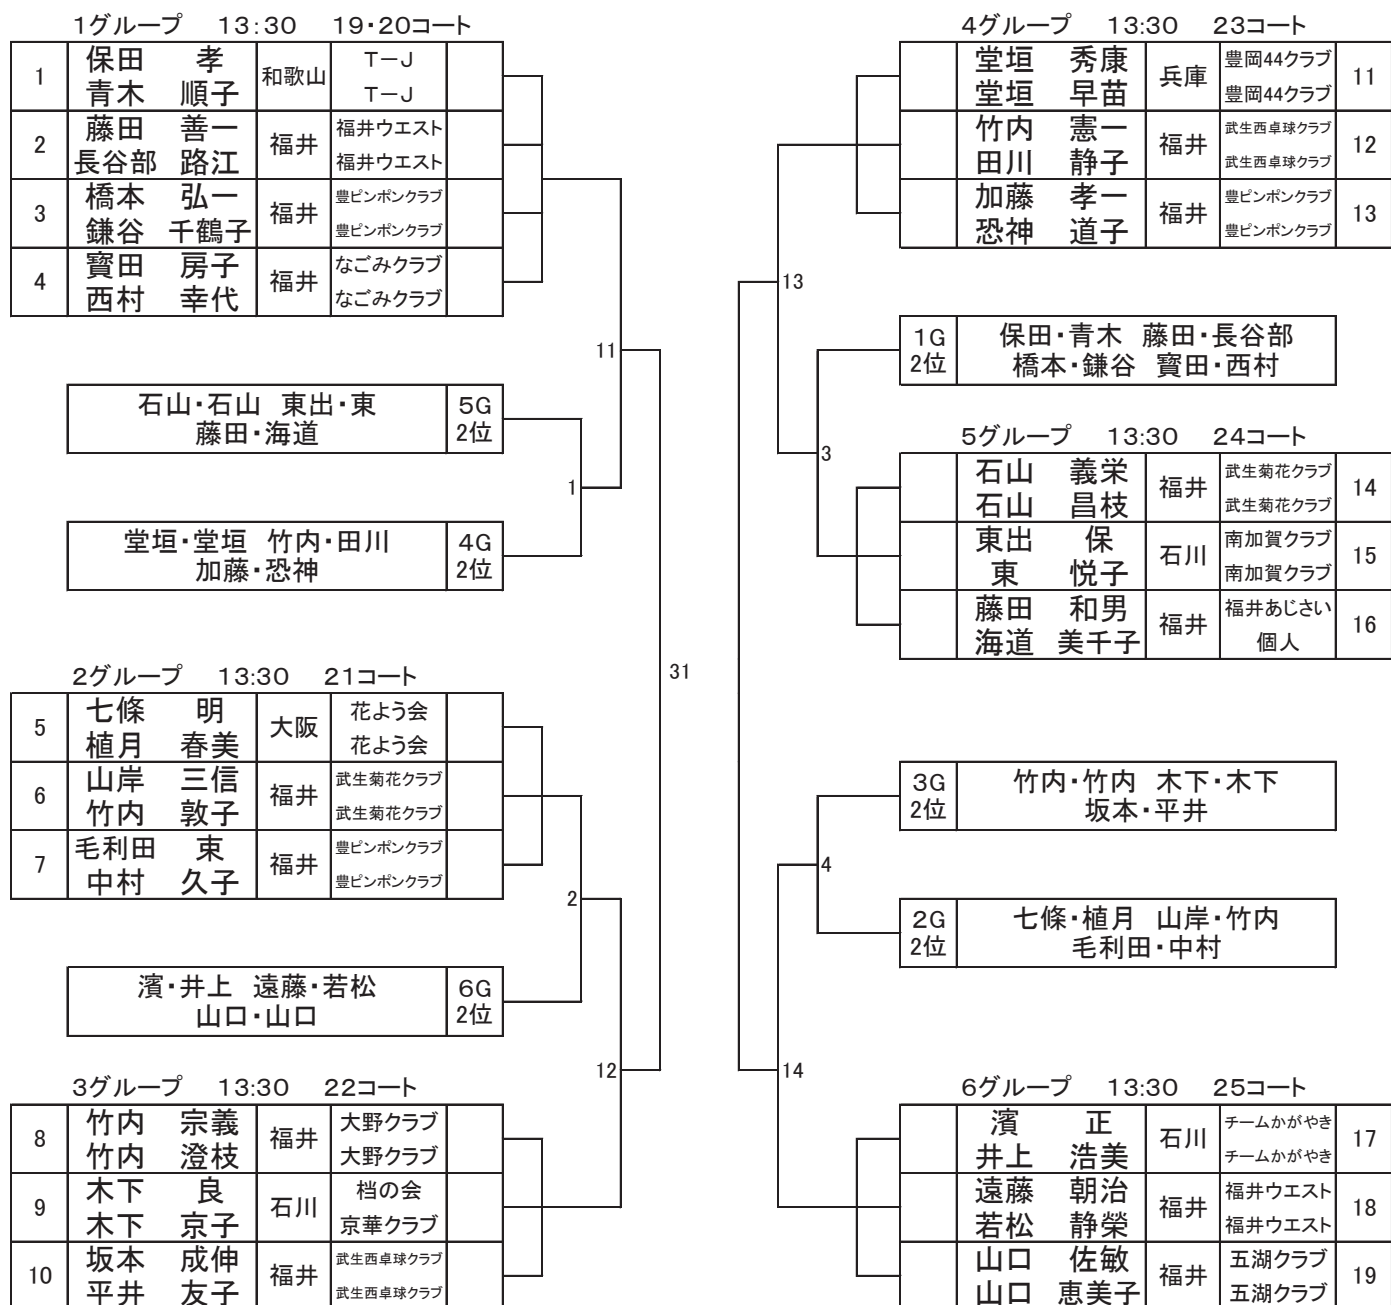 1グループ 13:30 19・20コート
1 保田 孝 和歌山 T-J
青木 順子 T-J
2 藤田 善一 福井 福井ウエスト
長谷部 路江 福井ウエスト
3 橋本 弘一 福井 豊ピンポンクラブ
鎌谷 千鶴子 豊ピンポンクラブ
4 寳田 房子 福井 なごみクラブ
西村 幸代 なごみクラブ
11
石山・石山 東出・東
藤田・海道
5G
2位
1
堂垣・堂垣 竹内・田川
加藤・恐神
4G
2位
2グループ 13:30 21コート
5 七條 明 大阪 花よう会
植月 春美 花よう会
6 山岸 三信 福井 武生菊花クラブ
竹内 敦子 武生菊花クラブ
7 毛利田 東 福井 豊ピンポンクラブ
中村 久子 豊ピンポンクラブ
2
濱・井上 遠藤・若松
山口・山口
6G
2位
12
3グループ 13:30 22コート
8 竹内 宗義 福井 大野クラブ
竹内 澄枝 大野クラブ
9 木下 良 石川 档の会
木下 京子 京華クラブ
10 坂本 成伸 福井 武生西卓球クラブ
平井 友子 武生西卓球クラブ
31
4グループ 13:30 23コート
堂垣 秀康 兵庫 豊岡44クラブ 11
堂垣 早苗 豊岡44クラブ
竹内 憲一 福井 武生西卓球クラブ 12
田川 静子 武生西卓球クラブ
加藤 孝一 福井 豊ピンポンクラブ 13
恐神 道子 豊ピンポンクラブ
13
1G
2位
保田・青木 藤田・長谷部
橋本・鎌谷 寳田・西村
3
5グループ 13:30 24コート
石山 義栄 福井 武生菊花クラブ 14
石山 昌枝 武生菊花クラブ
東出 保 石川 南加賀クラブ 15
東 悦子 南加賀クラブ
藤田 和男 福井 福井あじさい 16
海道 美千子 個人
3G
2位
竹内・竹内 木下・木下
坂本・平井
4
2G
2位
七條・植月 山岸・竹内
毛利田・中村
14
6グループ 13:30 25コート
濱 正 石川 チームかがやき 17
井上 浩美 チームかがやき
遠藤 朝治 福井 福井ウエスト 18
若松 静榮 福井ウエスト
山口 佐敏 福井 五湖クラブ 19
山口 恵美子 五湖クラブ